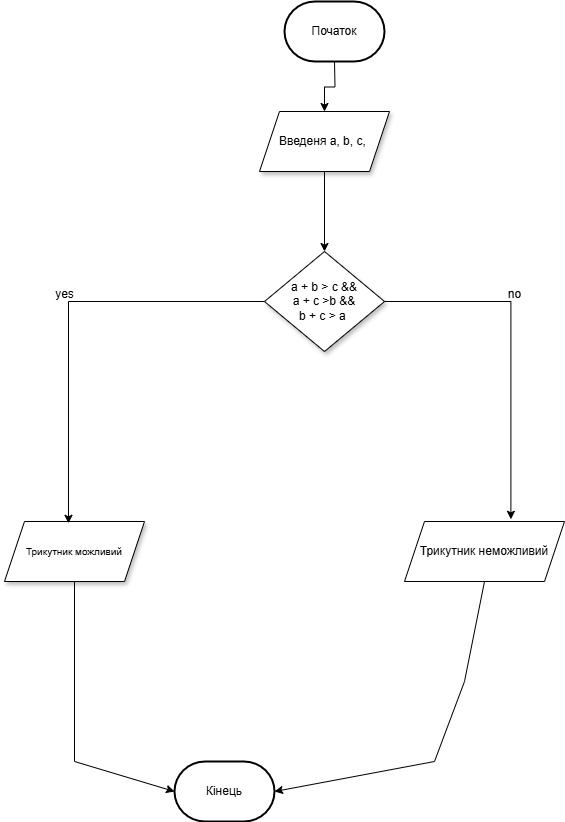 Початок
Введеня a, b, c,
a + b > c &&
a + c >b &&
b + c > a
yes
no
Трикутник можливий
Трикутник неможливий
Кінець